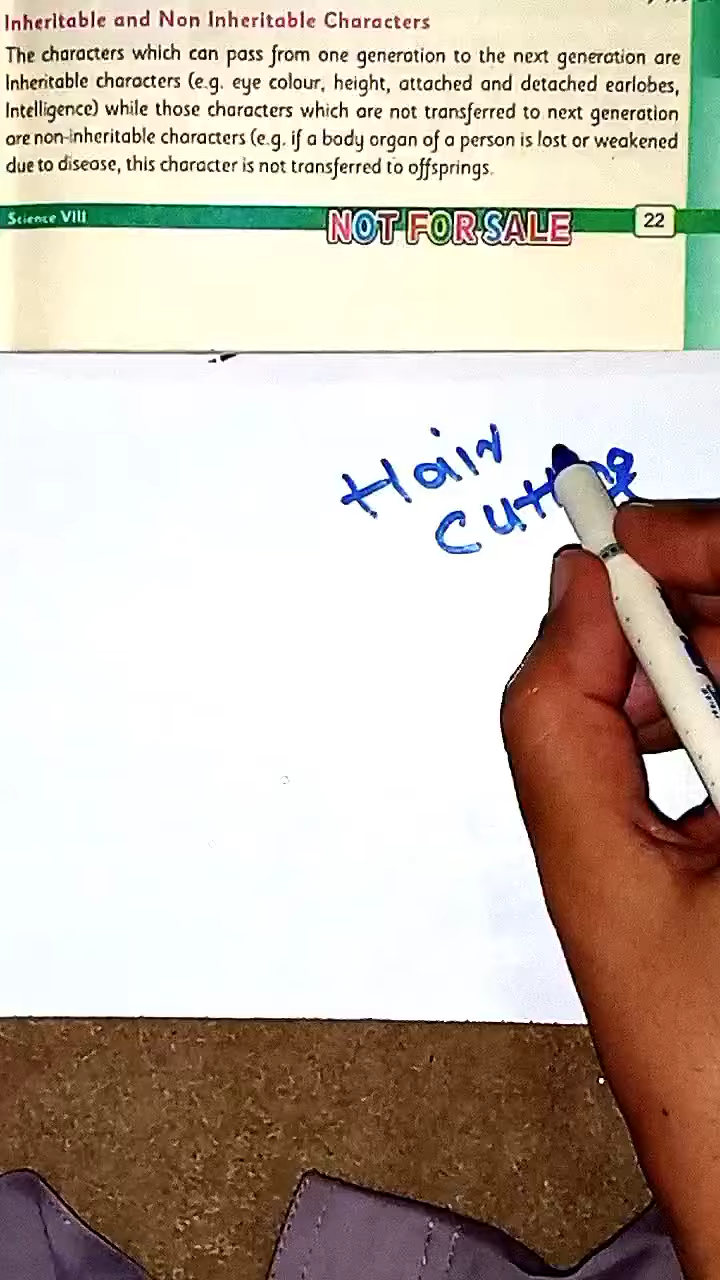 Inheritable and Non Inheritable Characters
The characters which can pass from one generation to the next generation are
Inheritable characters (e.g. eye colour, height, attached and detached earlobes,
Intelligence) while those characters which are not transferred to next generation
are non-inheritable characters (e.g. if a body organ of a person is lost or weakened
due to disease, this character is not transferred to offsprings.
Science VIII
NOT FOR SALE
22
Hair
Cutting